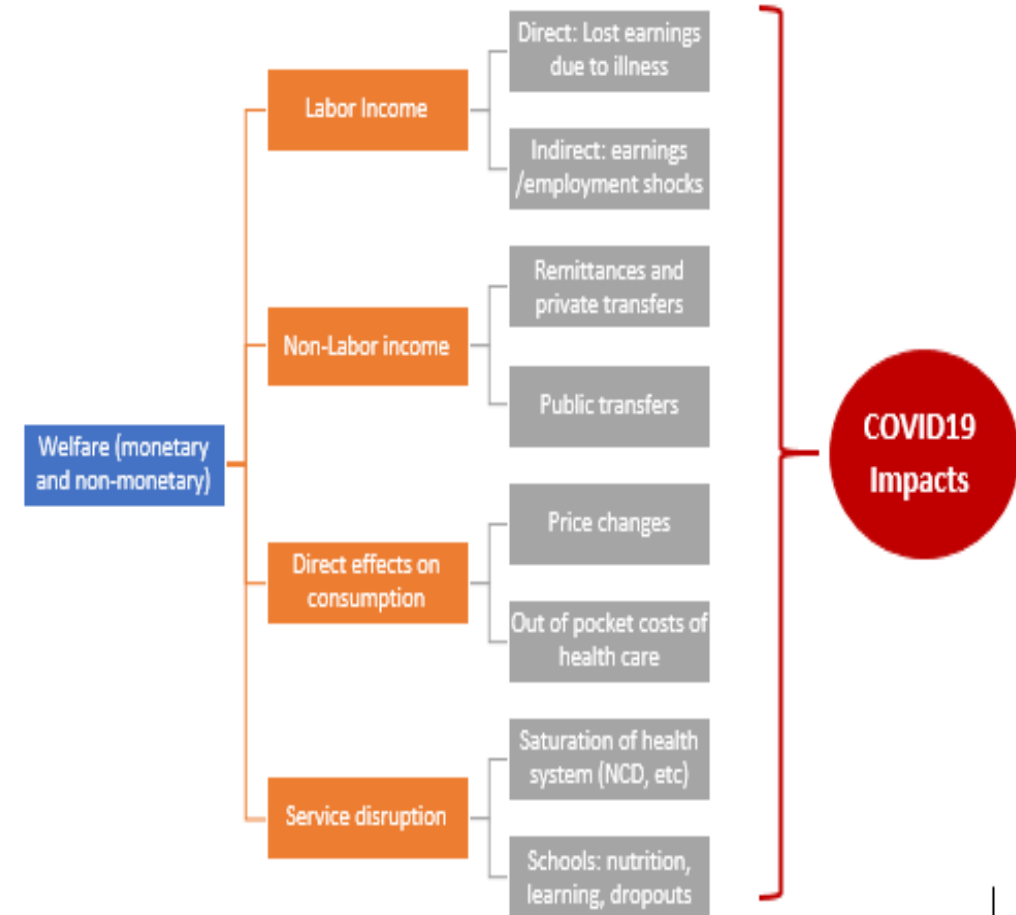 Direct: Lost earnings
due to illness
Labor Income
Indirect: earnings
/employment shocks
Remittances and
private transfers
Non-Labor income
Public transfers
Welfare (monetary
and non-monetary)
COVID19
Impacts
Price changes
Direct effects on
consumption
Out of pocket costs of
health care
Saturation of health
system (NCD, etc)
Service disruption
Schools: nutrition,
learning, dropouts